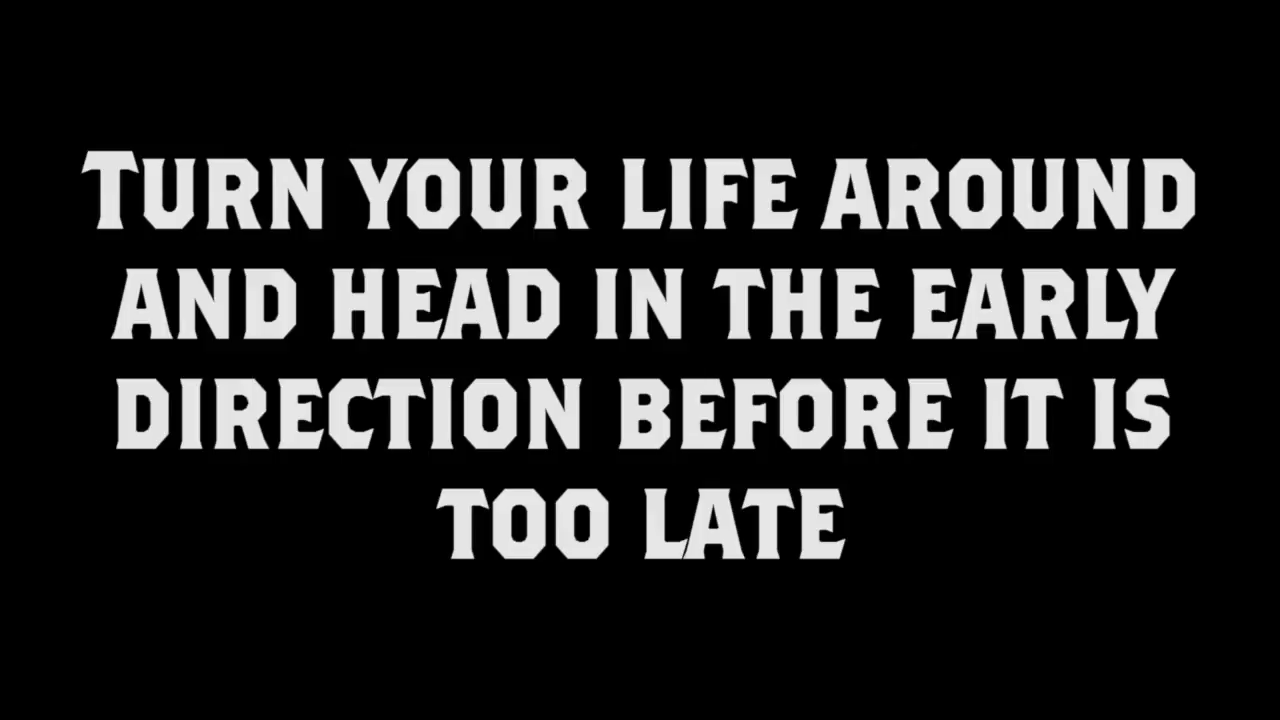 Turn your life around
and head in the early
direction before it is
too late